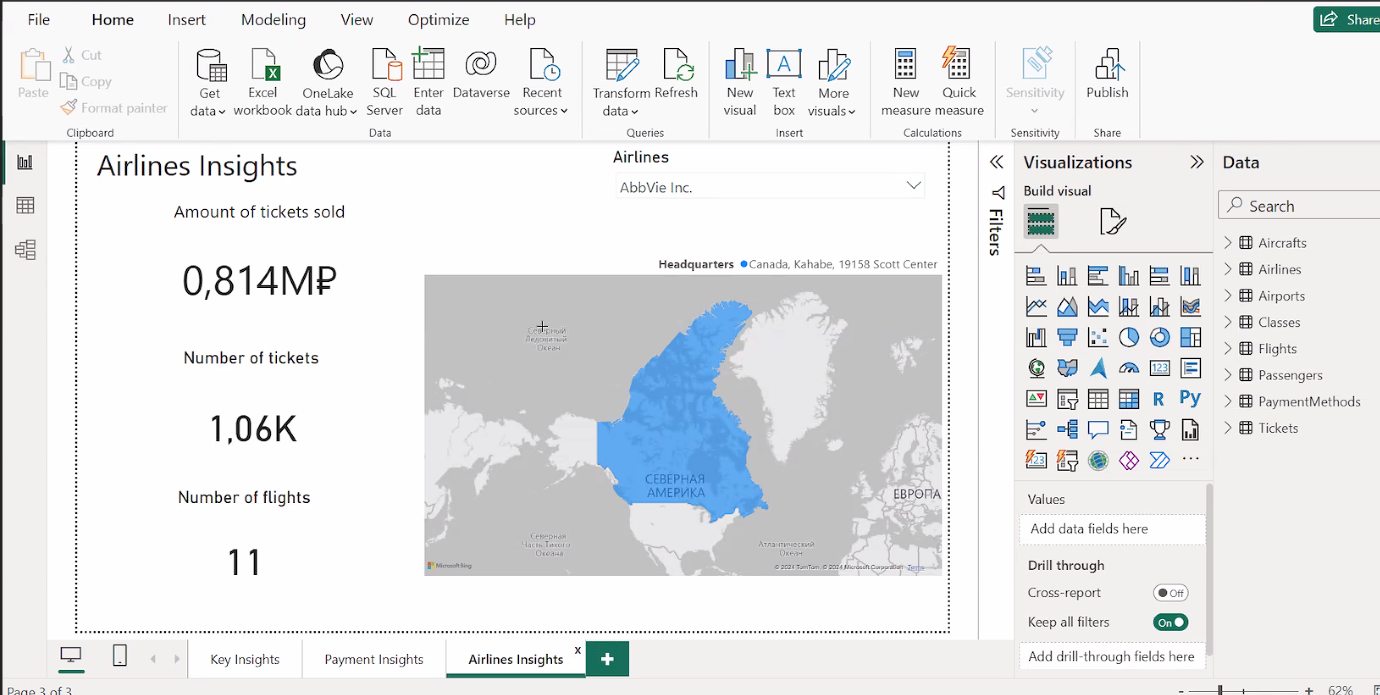 File Home Insert Modeling View Optimize Help
Share
Paste
Cut
Copy
Format painter
Clipboard
Get data
Excel workbook
OneLake data hub
SQL Server
Enter data
Dataverse
Recent sources
Data
Transform data
Refresh
Queries
New visual
Text box
A
More visuals
Insert
New measure
Quick measure
Calculations
Sensitivity
Sensitivity
Publish
Share
Airlines Insights
Amount of tickets sold
0,814M₽
Number of tickets
1,06K
Number of flights
11
Airlines
AbbVie Inc.
Headquarters Canada, Kahabe, 19158 Scott Center
Северный
Ледовитый
Океан
СЕВЕРНАЯ
АМЕРИКА
ЕВРОПА
Северная
Часть Тихого
Океана
Атлантический
Океан
Microsoft Bing
© 2024 TomTom, © 2024 Microsoft Corporation Terms
Filters
Visualizations
Build visual
123
R
Py
123
Values
Add data fields here
Drill through
Cross-report
Off
Keep all filters
On
Add drill-through fields here
Data
Search
Aircrafts
Airlines
Airports
Classes
Flights
Passengers
PaymentMethods
Tickets
Key Insights
Payment Insights
Airlines Insights
x
+
Page 3 of 3
- + 62%